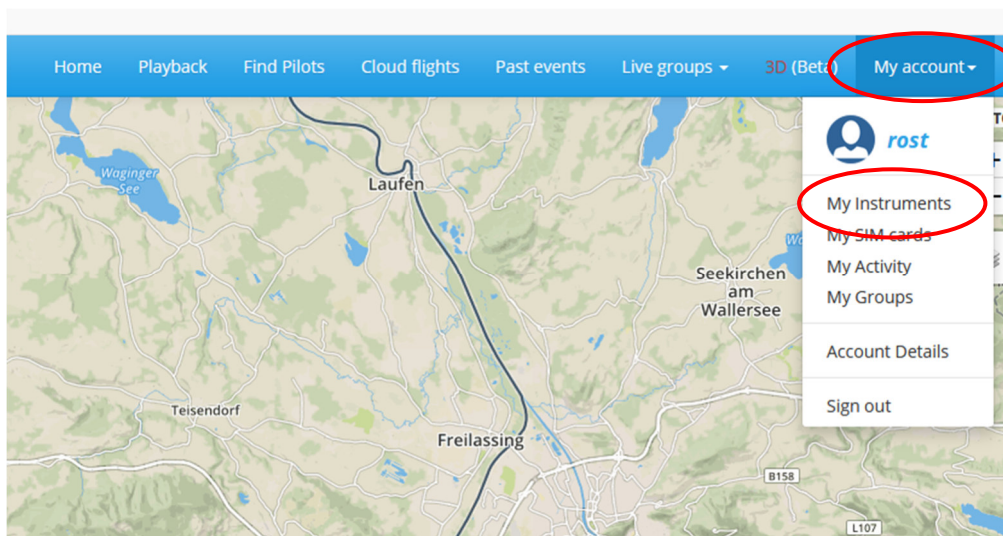 Home Playback Find Pilots Cloud flights Past events Live groups 3D (Beta) My account
rost
Waginger
See
Laufen
My Instruments
My SIM cards
Seekirchen
am
Wallersee
My Activity
My Groups
Account Details
Teisendorf
Sign out
Freilassing
B158
L107